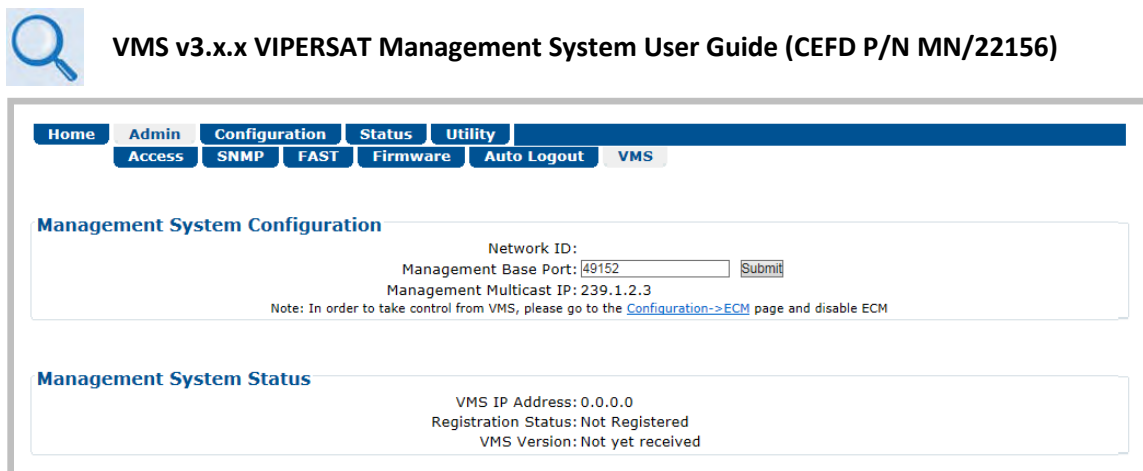 VMS v3.x.x VIPERSAT Management System User Guide (CEFD P/N MN/22156)
Home Admin Configuration Status Utility
Access SNMP FAST Firmware Auto Logout VMS
Management System Configuration
Network ID:
Management Base Port: 49152 Submit
Management Multicast IP: 239.1.2.3
Note: In order to take control from VMS, please go to the Configuration->ECM page and disable ECM
Management System Status
VMS IP Address: 0.0.0.0
Registration Status: Not Registered
VMS Version: Not yet received